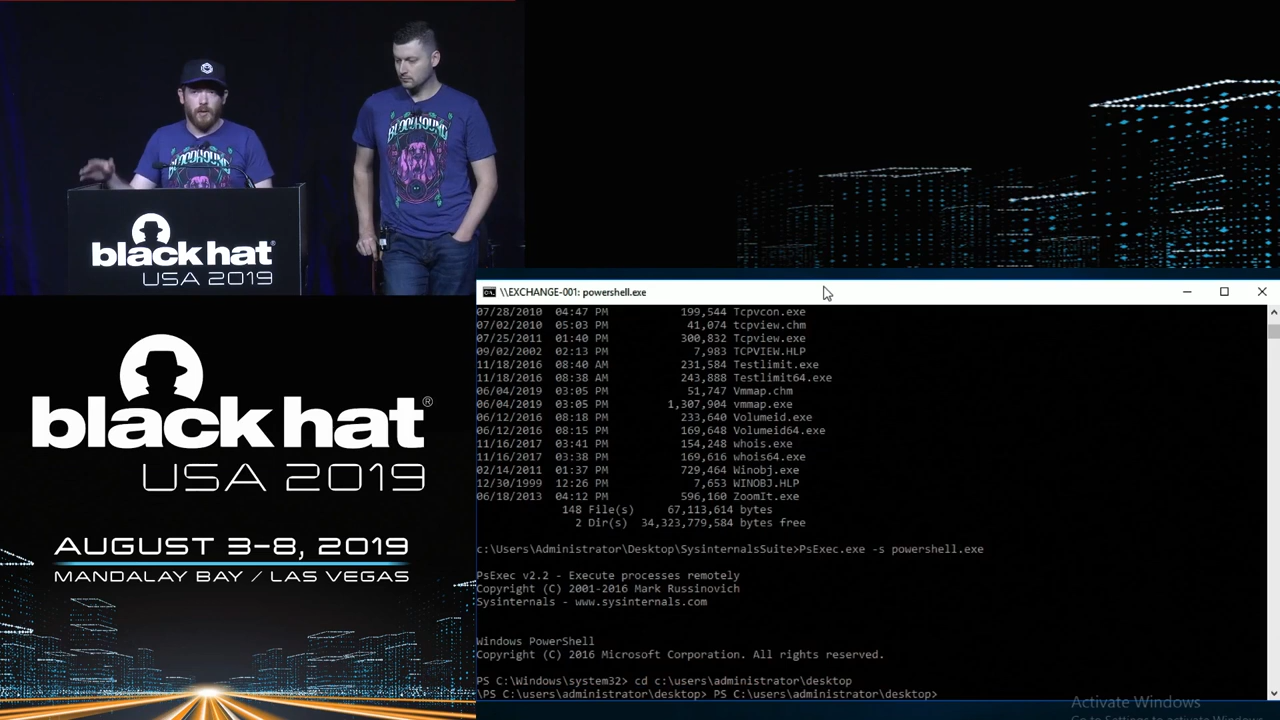 BLOODHOUND
BLOODHOUND
black hat
USA 2019
black hat®
USA 2019
AUGUST 3-8, 2019
MANDALAY BAY / LAS VEGAS
\\EXCHANGE-001: powershell.exe
07/28/2010  04:47 PM           199,544 Tcpvcon.exe
07/02/2010  05:03 PM            41,074 tcpview.chm
07/25/2011  01:40 PM           300,832 Tcpview.exe
09/02/2002  02:13 PM             7,983 TCPVIEW.HLP
11/18/2016  08:40 AM           231,584 Testlimit.exe
11/18/2016  08:38 AM           243,888 Testlimit64.exe
06/04/2019  03:05 PM            51,747 Vmmap.chm
06/04/2019  03:05 PM         1,307,904 vmmap.exe
06/12/2016  08:18 PM           233,640 Volumeid.exe
06/12/2016  08:15 PM           169,648 Volumeid64.exe
11/16/2017  03:41 PM           154,248 whois.exe
11/16/2017  03:38 PM           169,616 whois64.exe
02/14/2011  01:37 PM           729,464 Winobj.exe
12/30/1999  12:26 PM             7,653 WINOBJ.HLP
06/18/2013  04:12 PM           596,160 ZoomIt.exe
148 File(s)     67,113,614 bytes
2 Dir(s)  34,323,779,584 bytes free
c:\Users\Administrator\Desktop\SysinternalsSuite>PsExec.exe -s powershell.exe
PsExec v2.2 - Execute processes remotely
Copyright (C) 2001-2016 Mark Russinovich
Sysinternals - www.sysinternals.com
Windows PowerShell
Copyright (C) 2016 Microsoft Corporation. All rights reserved.
PS C:\Windows\system32> cd c:\users\administrator\desktop
\PS C:\users\administrator\desktop> PS C:\users\administrator\desktop>
Activate Windows